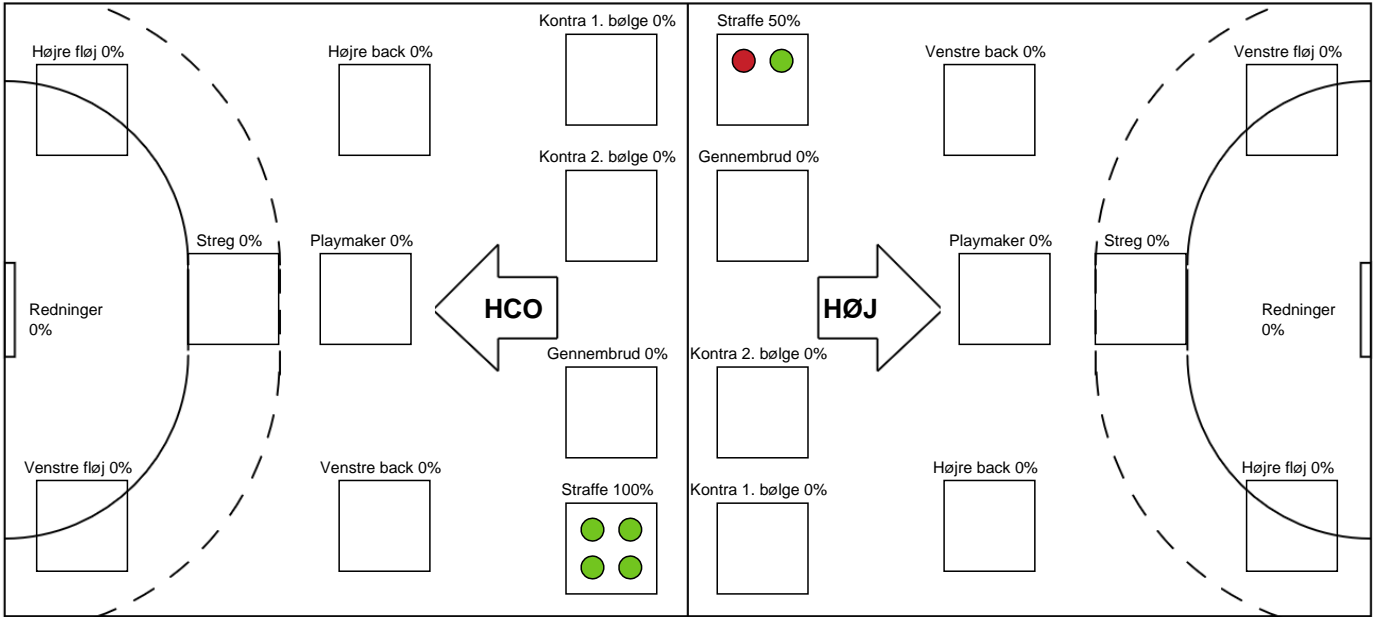 Kontra 1. bølge 0%
Straffe 50%
Højre fløj 0%
Højre back 0%
Venstre back 0%
Venstre fløj 0%
Kontra 2. bølge 0%
Gennembrud 0%
Streg 0%
Playmaker 0%
Playmaker 0%
Streg 0%
HCO
HØJ
Redninger
0%
Redninger
0%
Gennembrud 0%
Kontra 2. bølge 0%
Venstre fløj 0%
Venstre back 0%
Højre back 0%
Højre fløj 0%
Straffe 100%
Kontra 1. bølge 0%